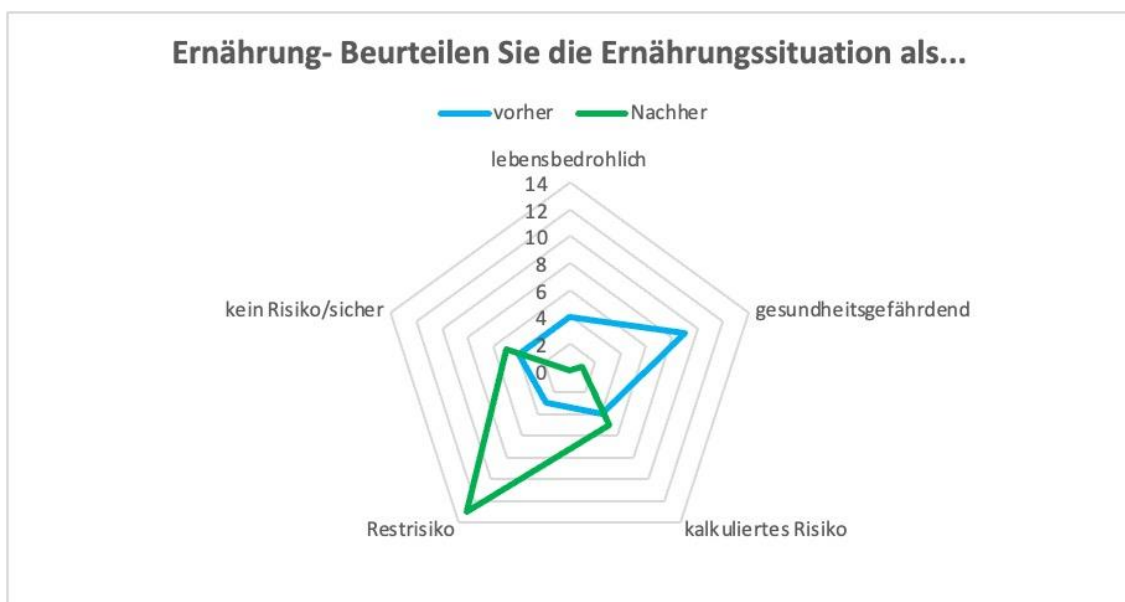 Ernährung- Beurteilen Sie die Ernährungssituation als...
vorher Nachher
lebensbedrohlich
14
12
10
8
6
4
2
0
kein Risiko/sicher
gesundheitsgefährdend
Restrisiko
kalkuliertes Risiko